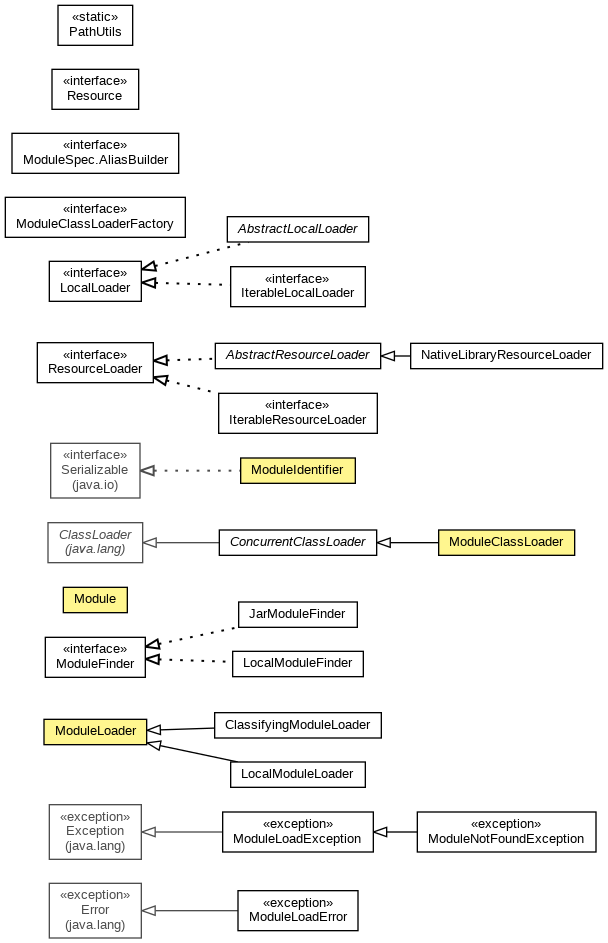 «static»
PathUtils
«interface»
Resource
«interface»
ModuleSpec.AliasBuilder
«interface»
ModuleClassLoaderFactory
AbstractLocalLoader
«interface»
LocalLoader
«interface»
IterableLocalLoader
«interface»
ResourceLoader
AbstractResourceLoader
NativeLibraryResourceLoader
«interface»
IterableResourceLoader
«interface»
Serializable
(java.io)
ModuleIdentifier
ClassLoader
(java.lang)
ConcurrentClassLoader
ModuleClassLoader
Module
JarModuleFinder
«interface»
ModuleFinder
LocalModuleFinder
ModuleLoader
ClassifyingModuleLoader
LocalModuleLoader
«exception»
Exception
(java.lang)
«exception»
ModuleLoadException
«exception»
ModuleNotFoundException
«exception»
Error
(java.lang)
«exception»
ModuleLoadError